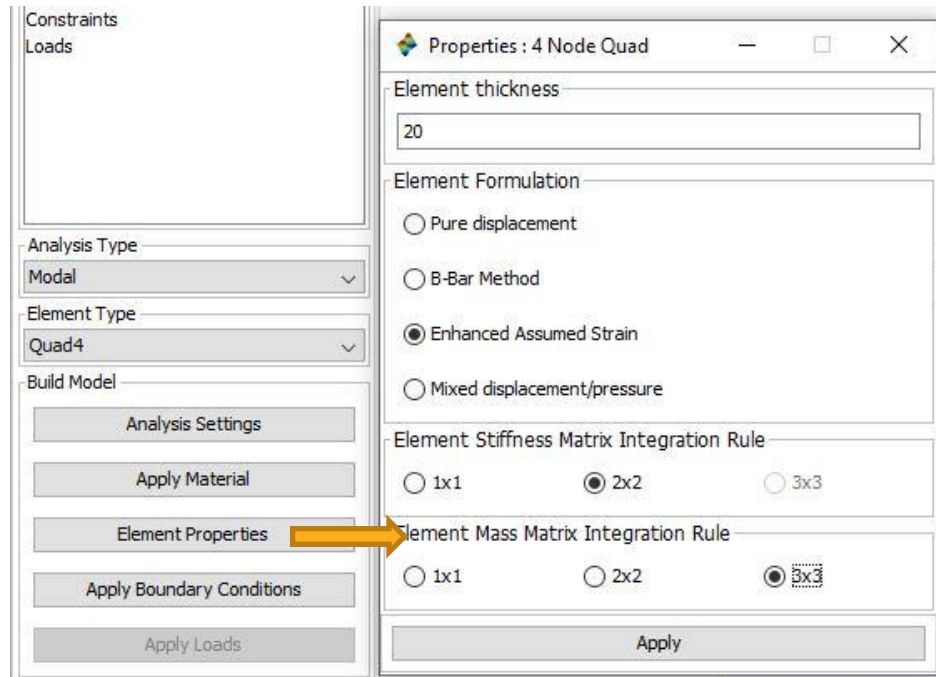 Constraints
Loads
Analysis Type
Modal
Element Type
Quad4
Build Model
Analysis Settings
Apply Material
Element Properties
Apply Boundary Conditions
Apply Loads
Properties : 4 Node Quad
Element thickness
20
Element Formulation
Pure displacement
B-Bar Method
Enhanced Assumed Strain
Mixed displacement/pressure
Element Stiffness Matrix Integration Rule
1x1 2x2 3x3
Element Mass Matrix Integration Rule
1x1 2x2 3x3
Apply